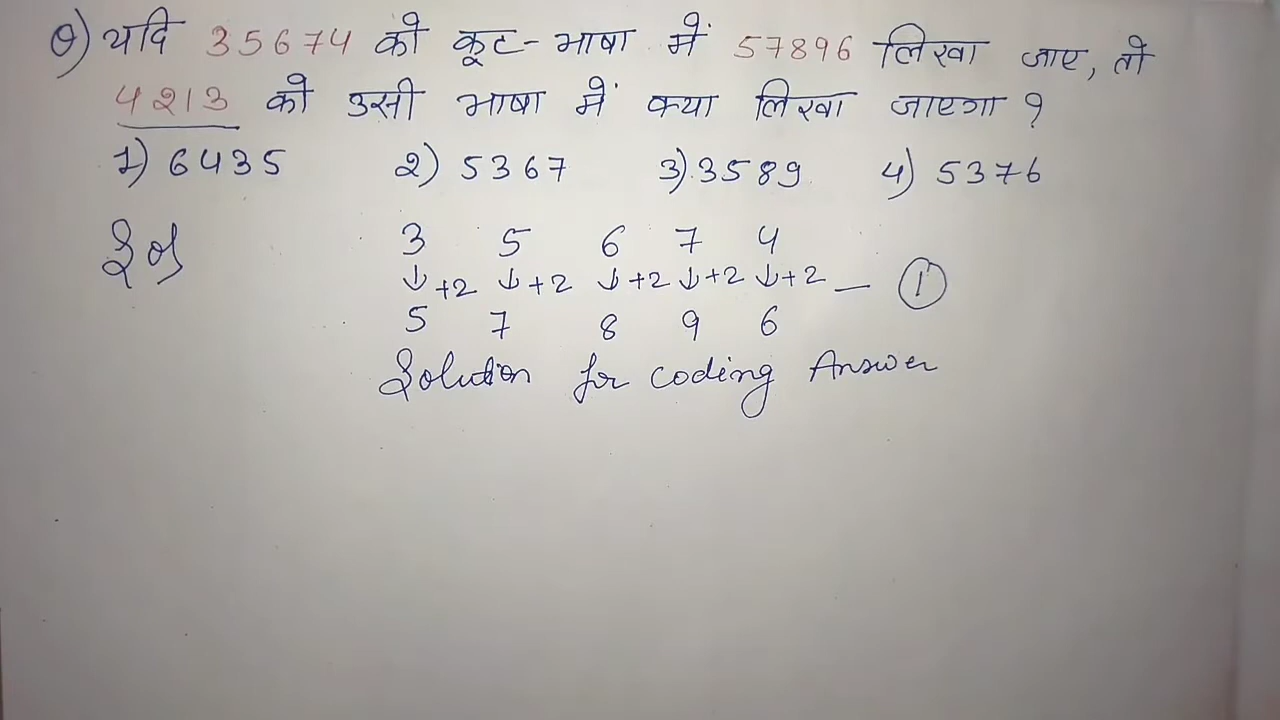 Q) यदि 35674 को कूट-भाषा में 57896 लिखा जाए, तो
4213 को उसी भाषा में क्या लिखा जाएगा ?
1) 6435 2) 5367 3) 3589 4) 5376
3 5 6 7 4
↓+2 ↓+2 ↓+2 ↓+2 ↓+2 — ①
5 7 8 9 6
Solution for coding Answer